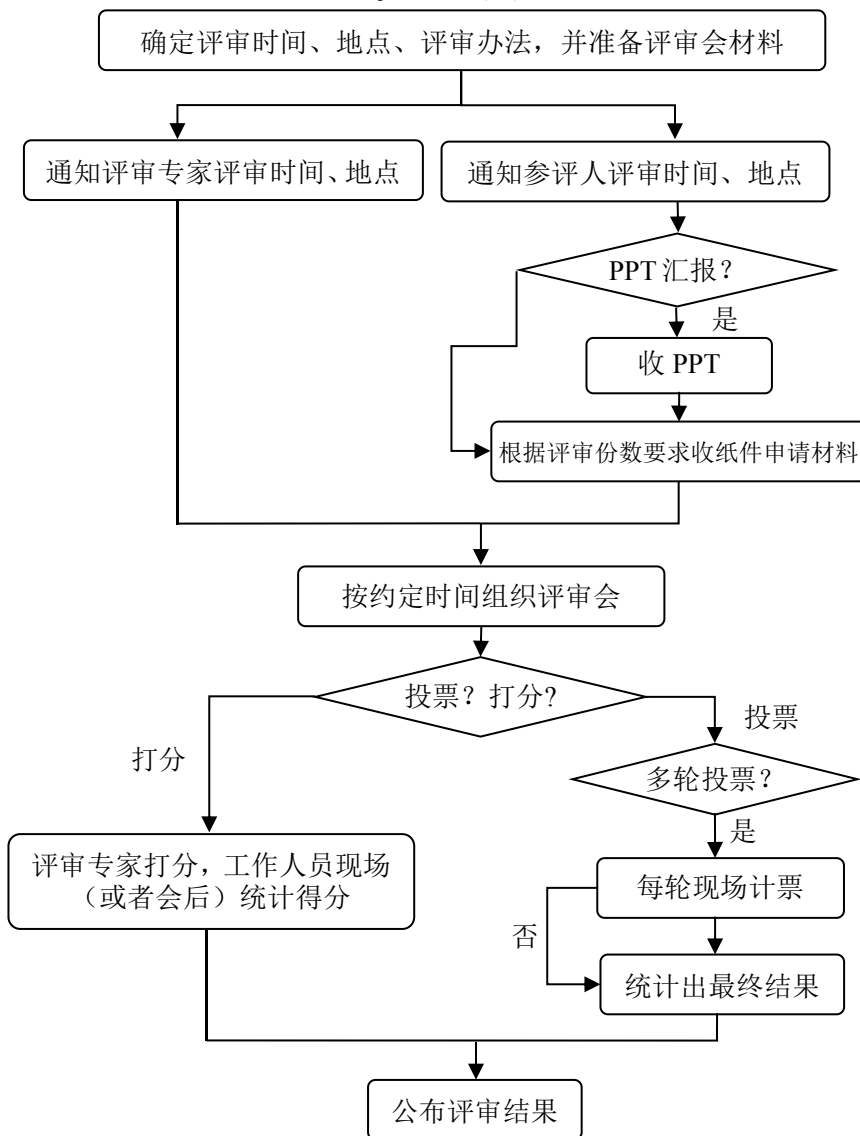 确定评审时间、地点、评审办法，并准备评审会材料
通知评审专家评审时间、地点
通知参评人评审时间、地点
PPT 汇报？
是
收 PPT
根据评审份数要求收纸件申请材料
按约定时间组织评审会
投票？打分?
打分
投票
多轮投票？
是
评审专家打分，工作人员现场
（或者会后）统计得分
每轮现场计票
否
统计出最终结果
公布评审结果